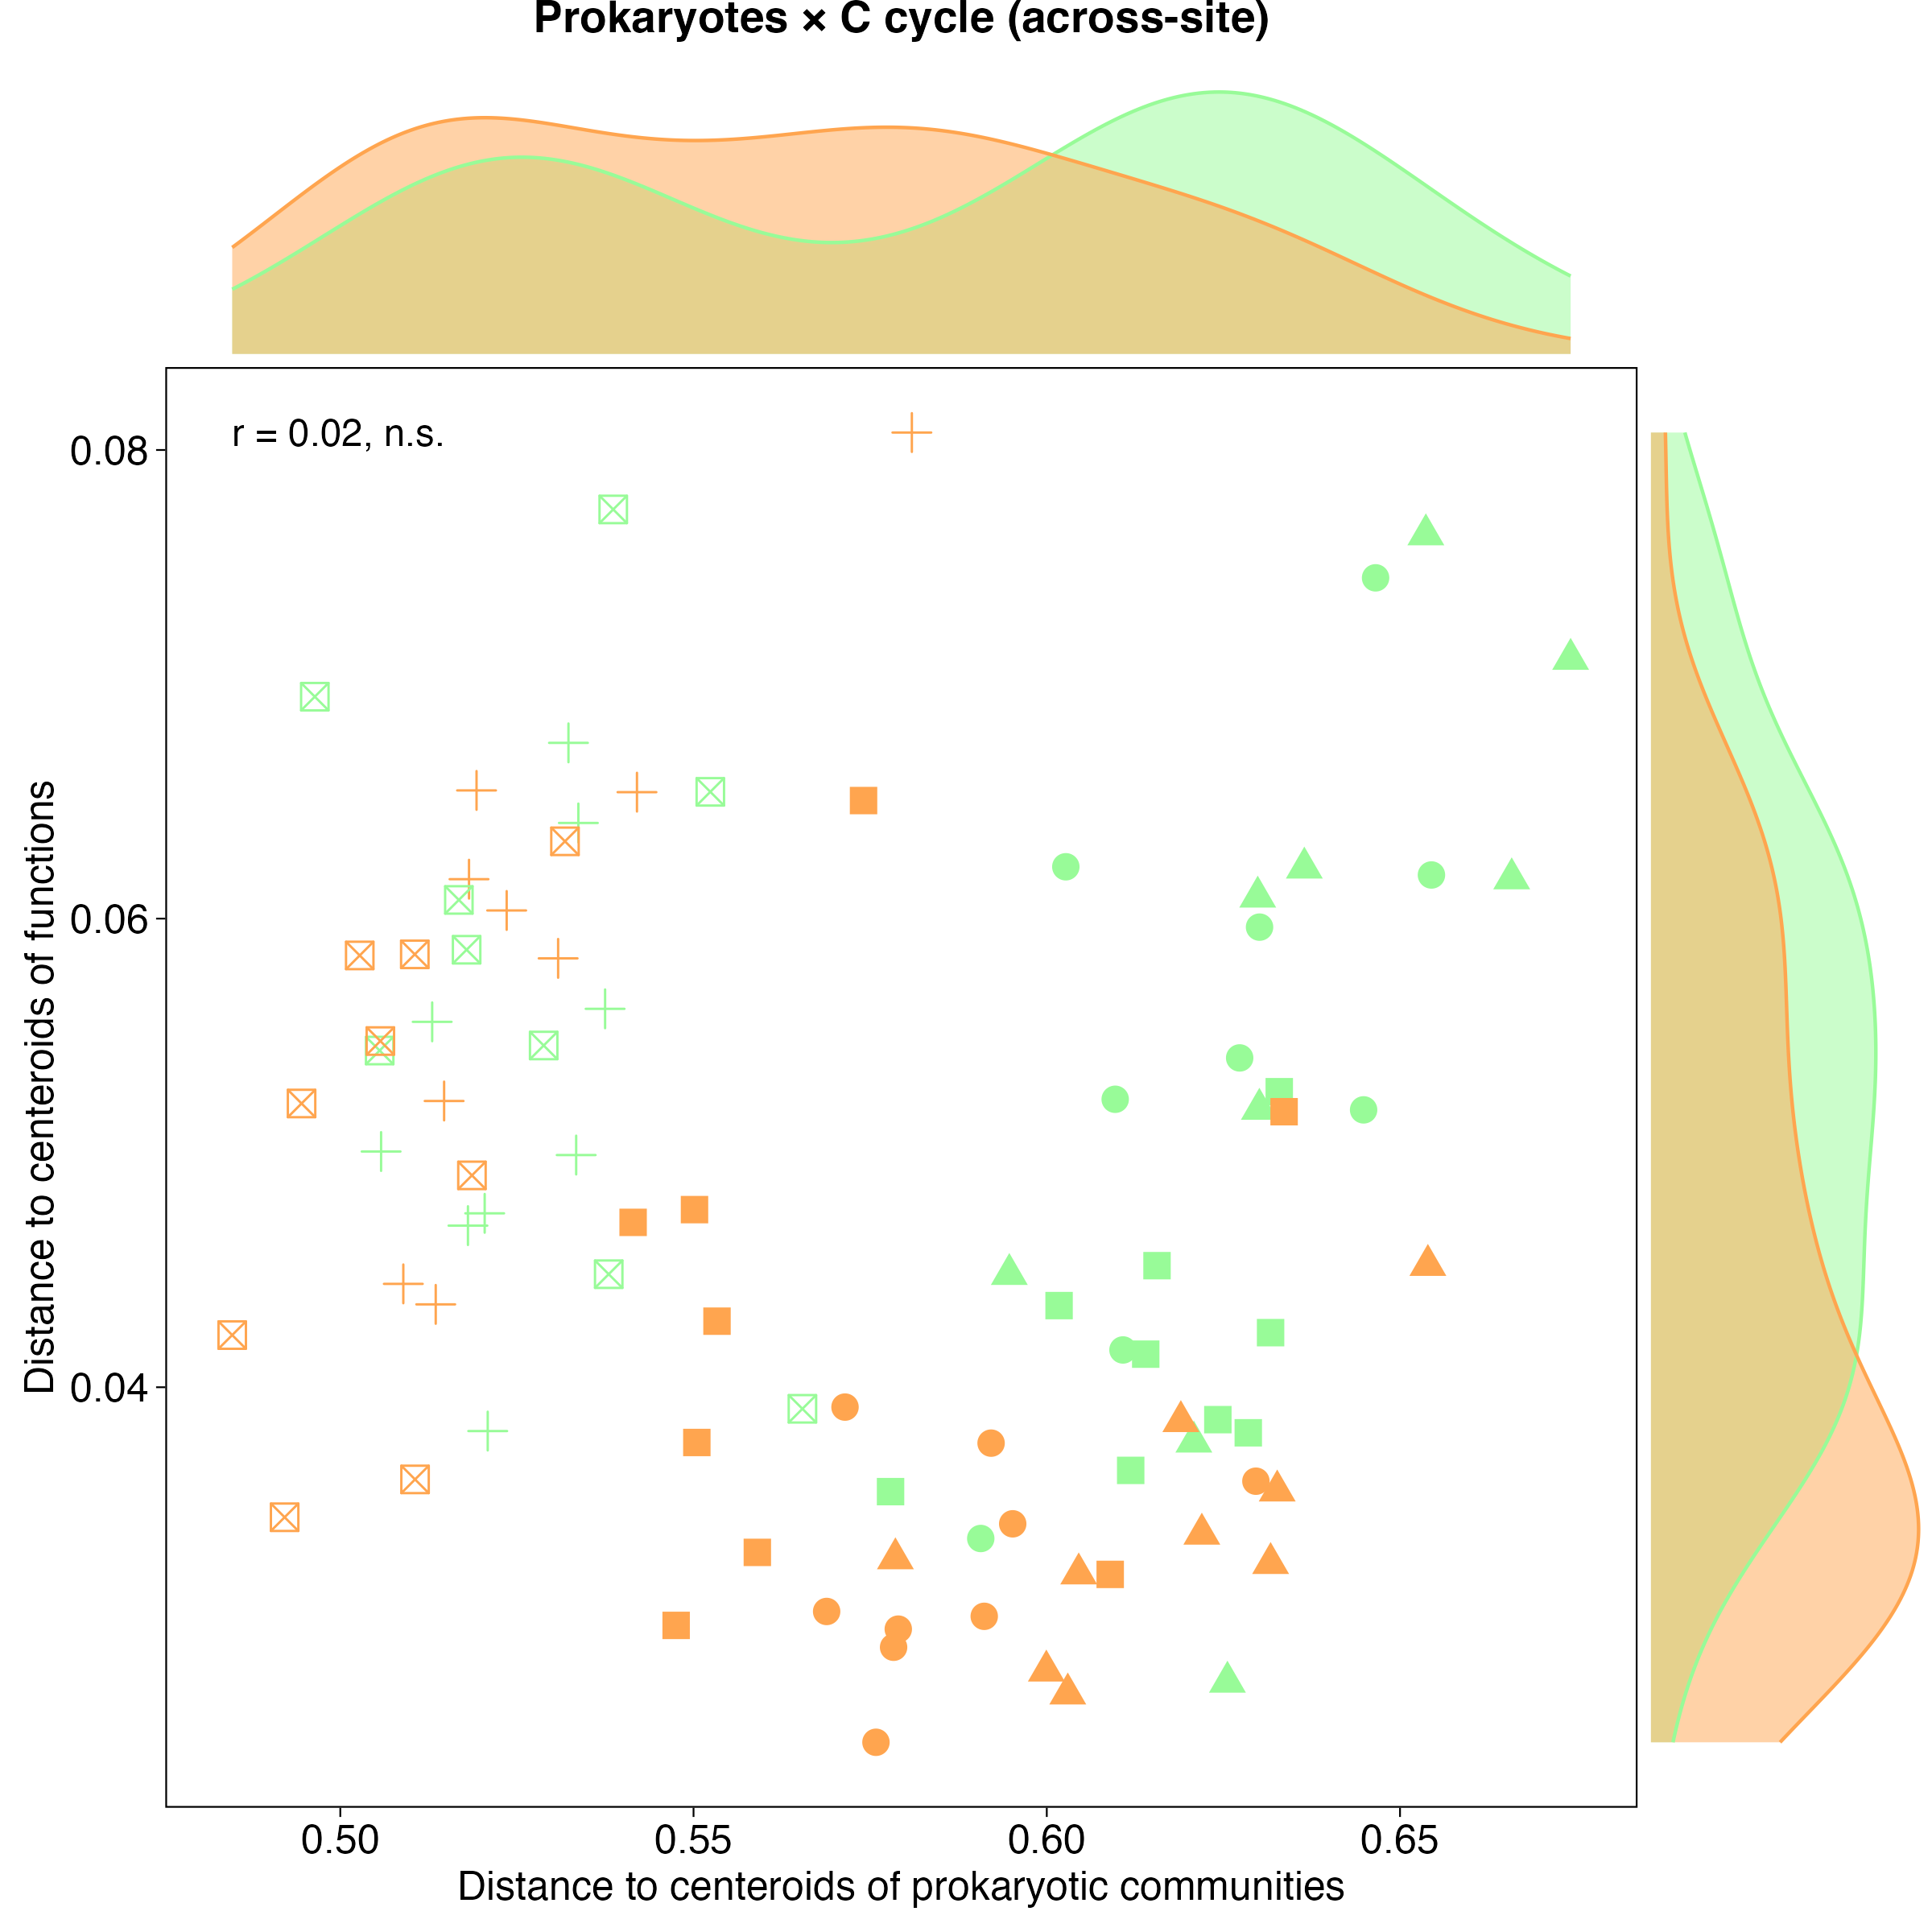 Prokaryotes × C cycle (across-site)
r = 0.02, n.s.
0.08
0.06
0.04
Distance to centeroids of functions
0.50 0.55 0.60 0.65
Distance to centeroids of prokaryotic communities